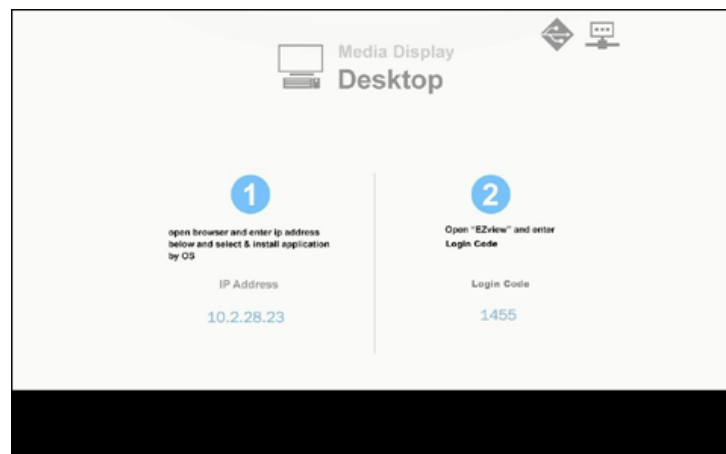 Media Display
Desktop
1
open browser and enter ip address
below and select & install application
by OS
IP Address
10.2.28.23
2
Open "EZview" and enter
Login Code
Login Code
1455